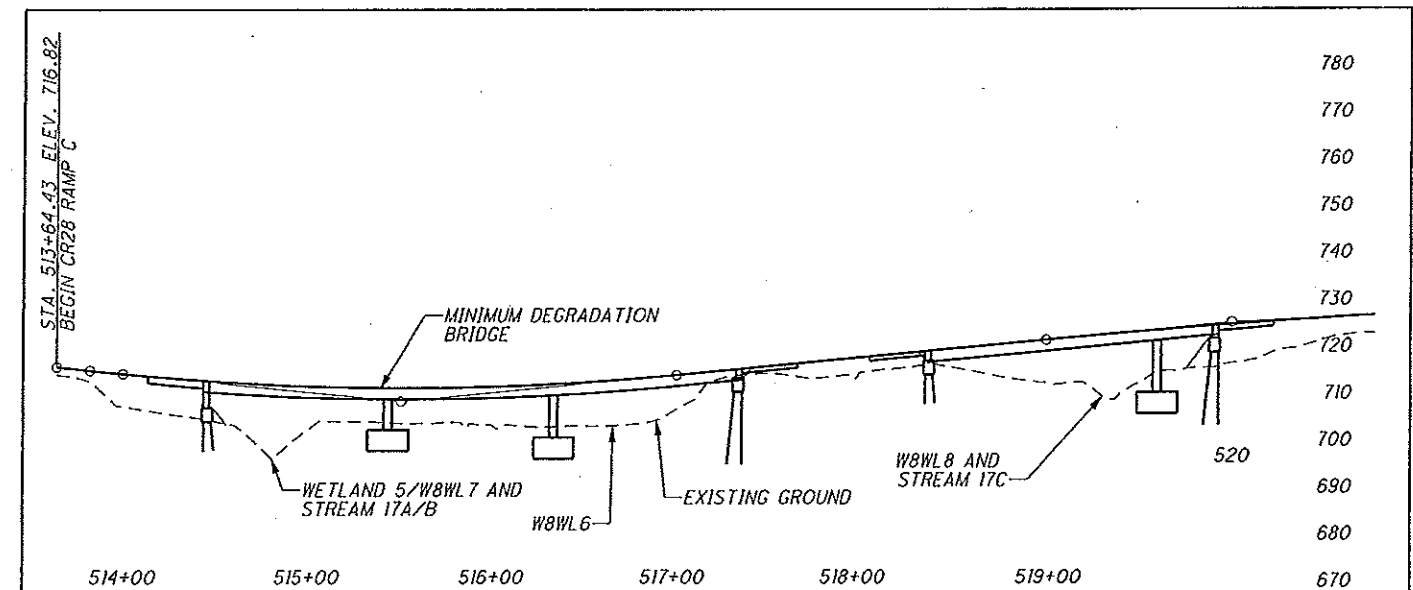 STA. 513+64.43 ELEV. 716.82
BEGIN CR28 RAMP C
780
770
760
750
740
730
720
710
700
690
680
670
MINIMUM DEGRADATION
BRIDGE
WETLAND 5/W8WL7 AND
STREAM 17A/B
W8WL6
EXISTING GROUND
W8WL8 AND
STREAM 17C
520
514+00
515+00
516+00
517+00
518+00
519+00